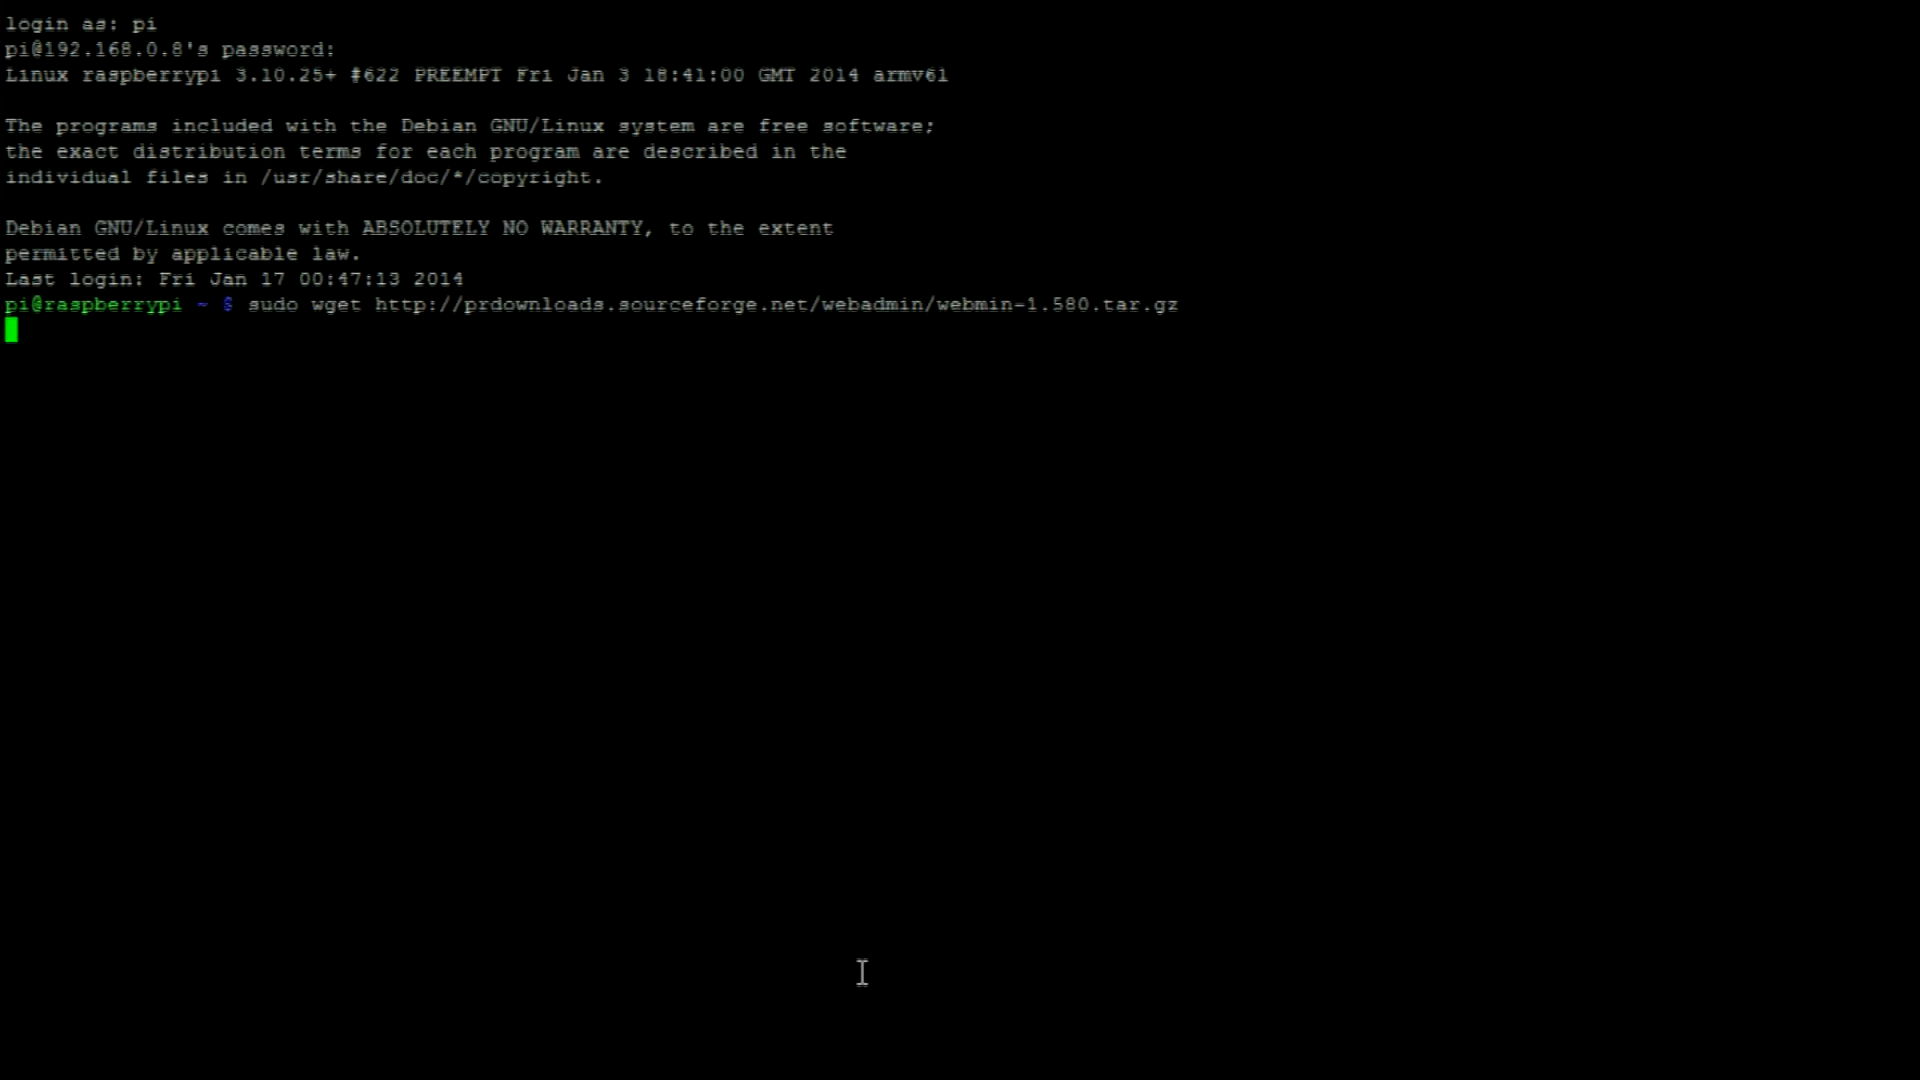 login as: pi
pi@192.168.0.8's password:
Linux raspberrypi 3.10.25+ #622 PREEMPT Fri Jan 3 18:41:00 GMT 2014 armv6l
The programs included with the Debian GNU/Linux system are free software;
the exact distribution terms for each program are described in the
individual files in /usr/share/doc/*/copyright.
Debian GNU/Linux comes with ABSOLUTELY NO WARRANTY, to the extent
permitted by applicable law.
Last login: Fri Jan 17 00:47:13 2014
pi@raspberrypi ~ $ sudo wget http://prdownloads.sourceforge.net/webadmin/webmin-1.580.tar.gz